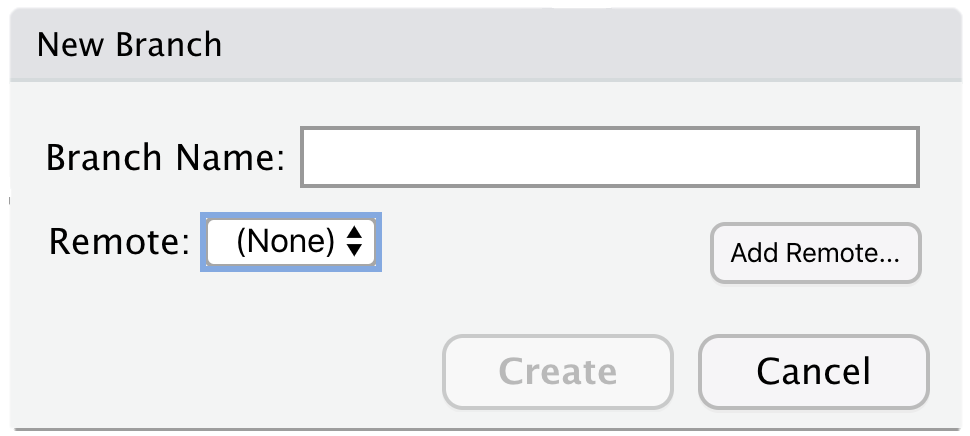 New Branch
Branch Name:
Remote: (None) Add Remote...
Create Cancel